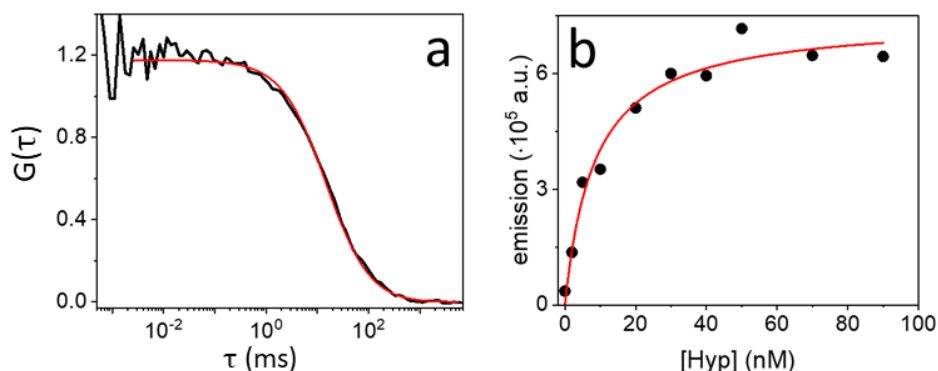 a
1.2
0.8
0.4
0.0
G(τ)
10⁻² 10⁰ 10²
τ (ms)
b
6
3
0
emission (·10⁵ a.u.)
0 20 40 60 80 100
[Hyp] (nM)